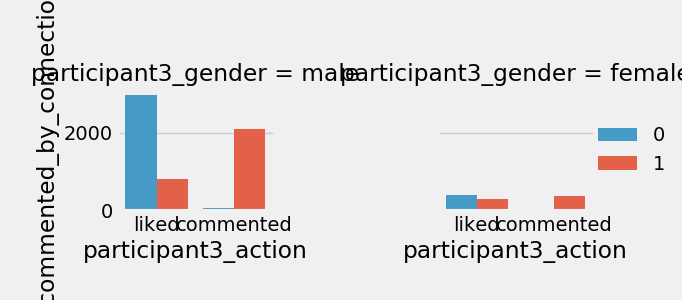 participant3_gender = male
participant3_gender = female
commented_by_connectio
2000
0
liked
commented
participant3_action
liked
commented
participant3_action
0
1